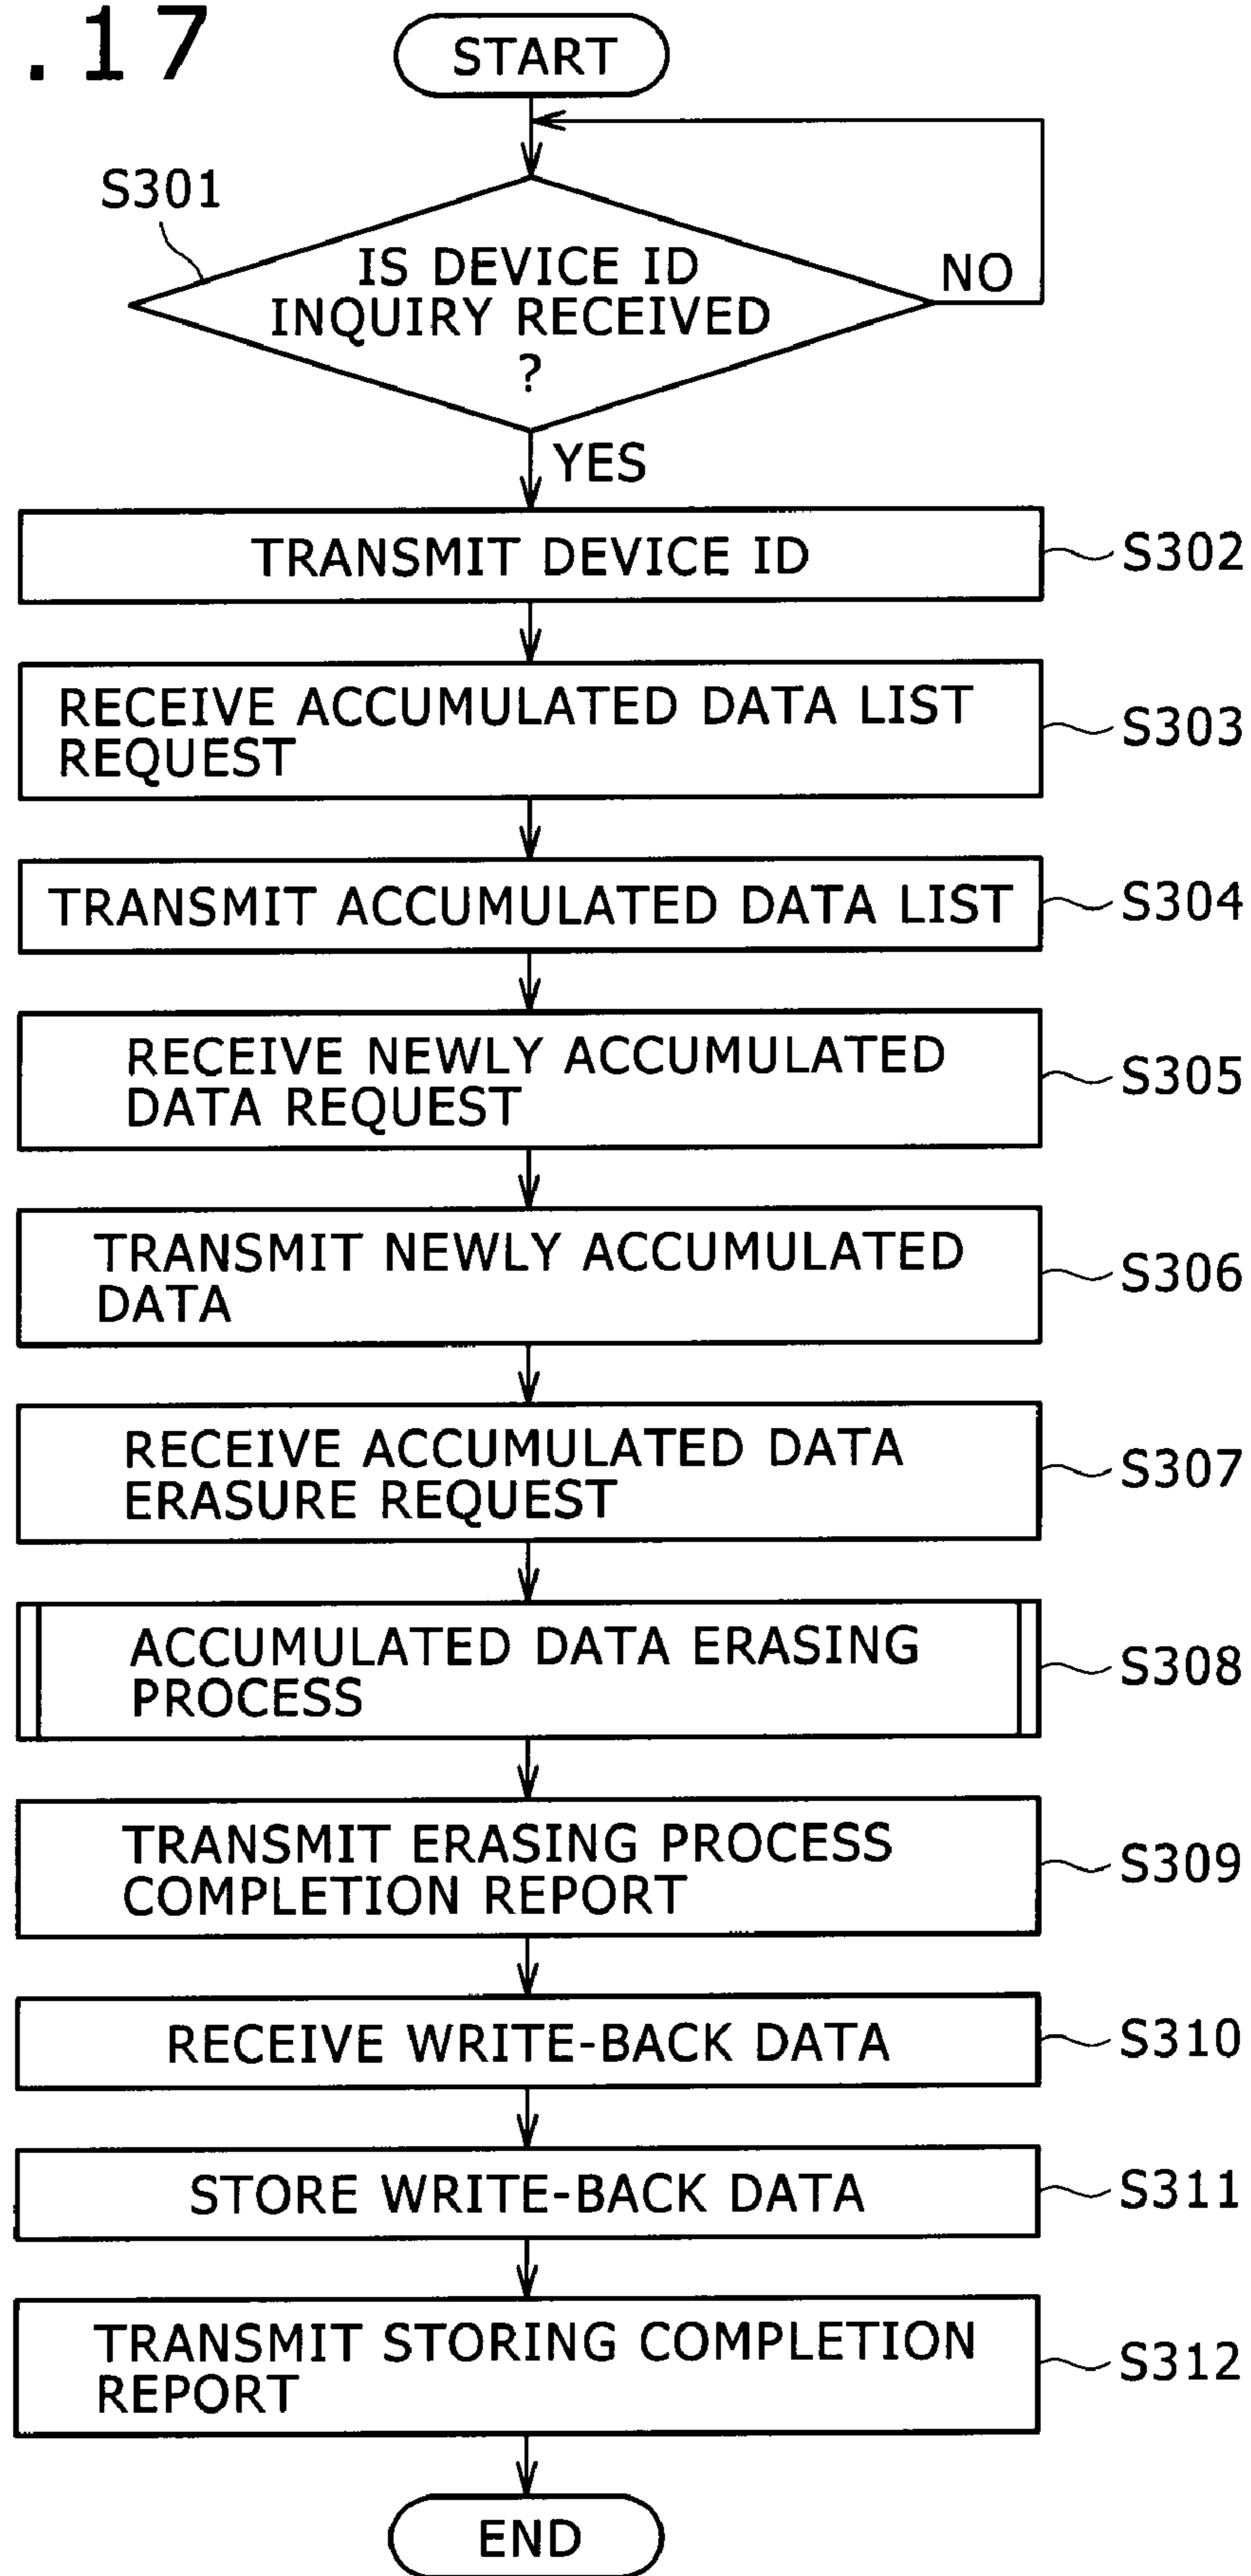 .17
START
S301
IS DEVICE ID
INQUIRY RECEIVED
?
NO
YES
TRANSMIT DEVICE ID
S302
RECEIVE ACCUMULATED DATA LIST
REQUEST
S303
TRANSMIT ACCUMULATED DATA LIST
S304
RECEIVE NEWLY ACCUMULATED
DATA REQUEST
S305
TRANSMIT NEWLY ACCUMULATED
DATA
S306
RECEIVE ACCUMULATED DATA
ERASURE REQUEST
S307
ACCUMULATED DATA ERASING
PROCESS
S308
TRANSMIT ERASING PROCESS
COMPLETION REPORT
S309
RECEIVE WRITE-BACK DATA
S310
STORE WRITE-BACK DATA
S311
TRANSMIT STORING COMPLETION
REPORT
S312
END